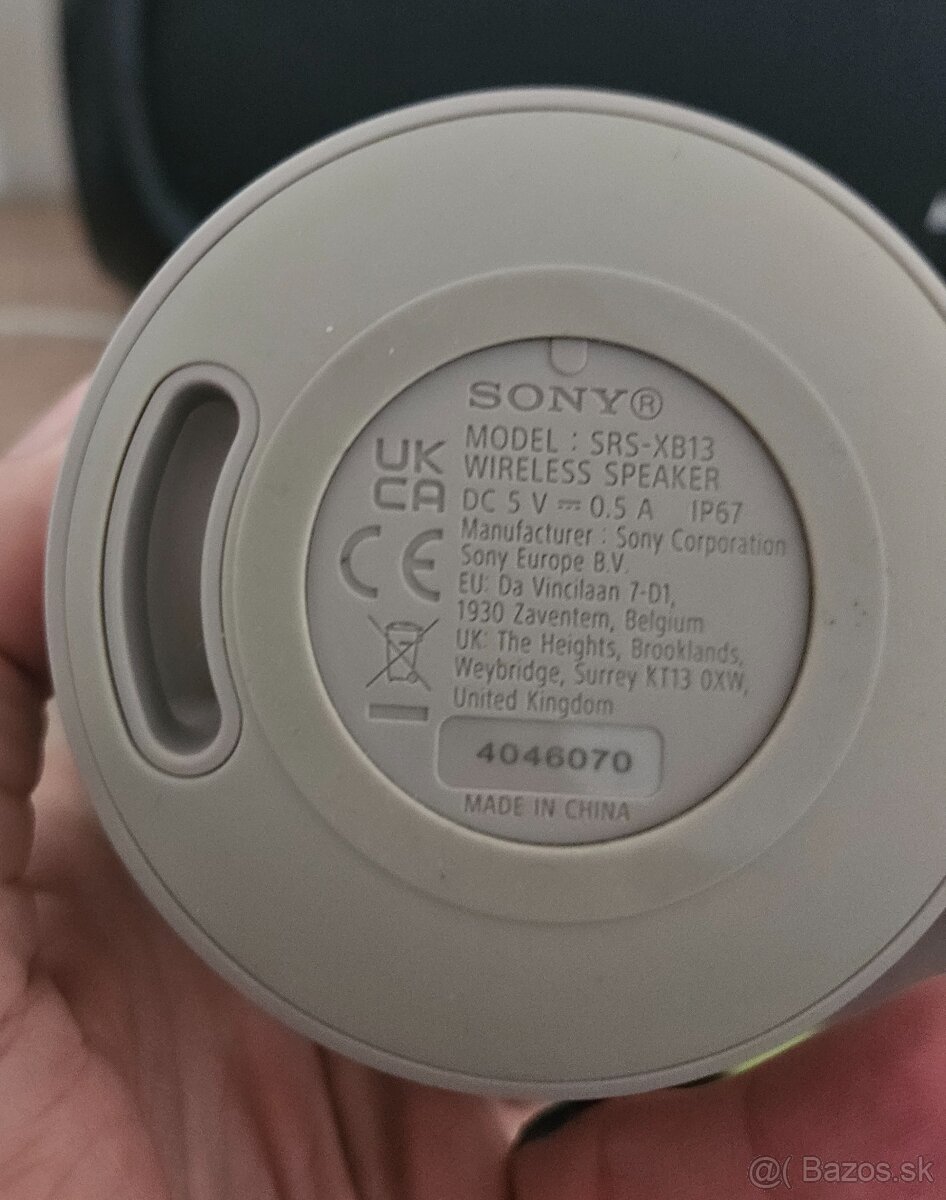 SONY®
MODEL : SRS-XB13
WIRELESS SPEAKER
UK
CA
DC 5 V ⎓ 0.5 A IP67
Manufacturer : Sony Corporation
CE
Sony Europe B.V.
EU: Da Vincilaan 7-D1,
1930 Zaventem, Belgium
UK: The Heights, Brooklands,
Weybridge, Surrey KT13 0XW,
United Kingdom
4046070
MADE IN CHINA
@( Bazos.sk